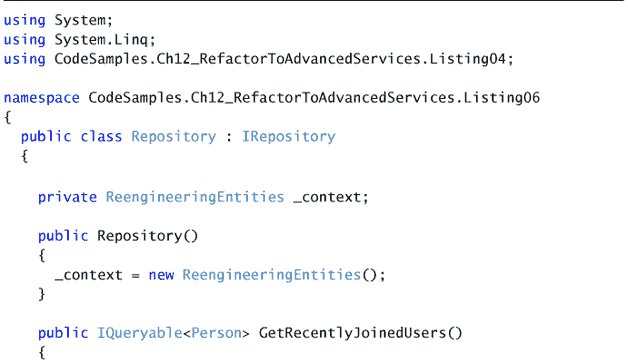 using System;
using System.Linq;
using CodeSamples.Ch12_RefactorToAdvancedServices.Listing04;

namespace CodeSamples.Ch12_RefactorToAdvancedServices.Listing06
{
  public class Repository : IRepository
  {

    private ReengineeringEntities _context;

    public Repository()
    {
      _context = new ReengineeringEntities();
    }

    public IQueryable<Person> GetRecentlyJoinedUsers()
    {